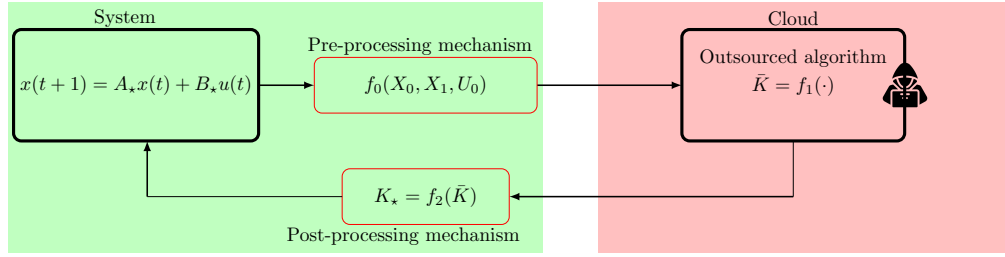 System
x(t + 1) = A⋆x(t) + B⋆u(t)
Pre-processing mechanism
f₀(X₀, X₁, U₀)
Cloud
Outsourced algorithm
K̄ = f₁(·)
K⋆ = f₂(K̄)
Post-processing mechanism